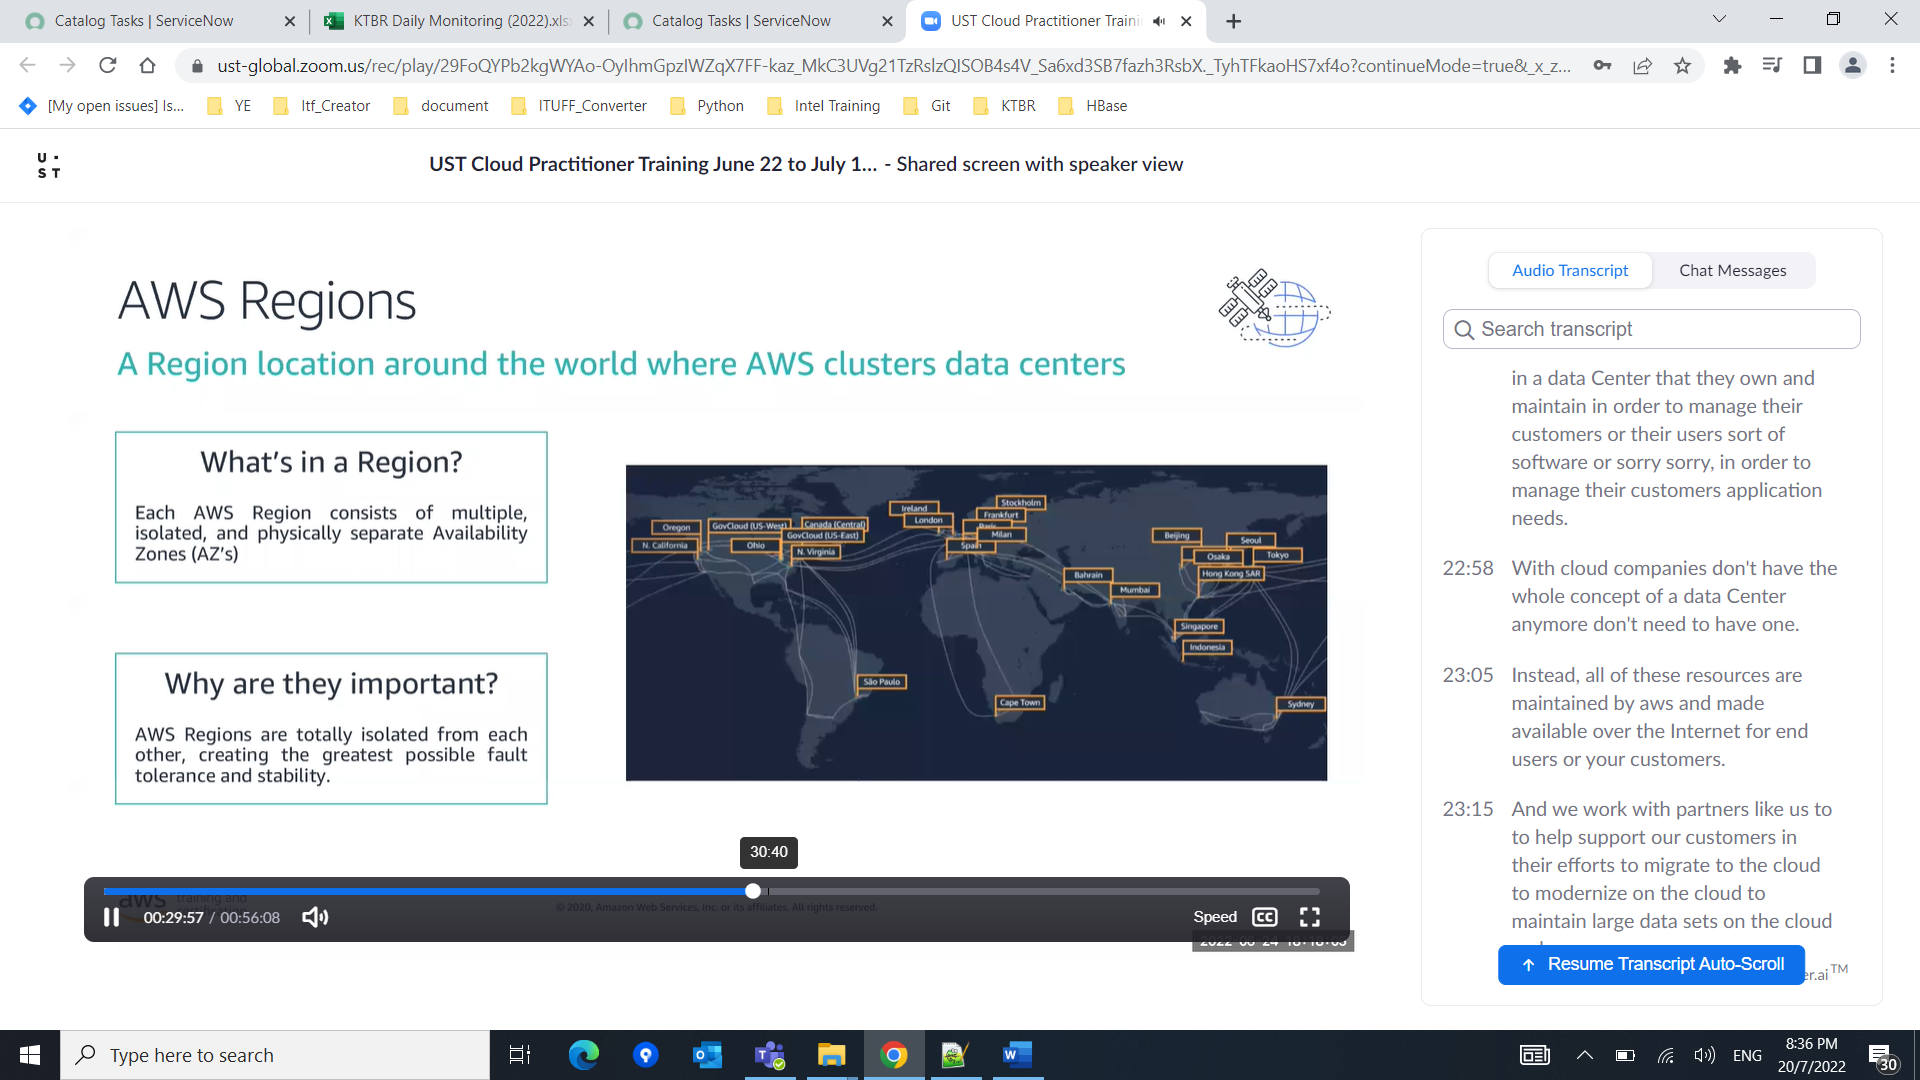 Catalog Tasks | ServiceNow
KTBR Daily Monitoring (2022).xls
Catalog Tasks | ServiceNow
UST Cloud Practitioner Traini
ust-global.zoom.us/rec/play/29FoQYPb2kgWYAo-OyIhmGpzIWZqX7FF-kaz_MkC3UVg21TzRslzQISOB4s4V_Sa6xd3SB7fazh3RsbX._TyhTFkaoHS7xf4o?continueMode=true&_x_z...
[My open issues] Is...
YE
Itf_Creator
document
ITUFF_Converter
Python
Intel Training
Git
KTBR
HBase
U
ST
UST Cloud Practitioner Training June 22 to July 1... - Shared screen with speaker view
AWS Regions
A Region location around the world where AWS clusters data centers
What's in a Region?
Each AWS Region consists of multiple,
isolated, and physically separate Availability
Zones (AZ's)
Why are they important?
AWS Regions are totally isolated from each
other, creating the greatest possible fault
tolerance and stability.
Oregon
GovCloud (US-West)
Canada (Central)
N. California
Ohio
GovCloud (US-East)
N. Virginia
Ireland
London
Stockholm
Frankfurt
Paris
Milan
Spain
Bahrain
Mumbai
Beijing
Seoul
Osaka
Tokyo
Hong Kong SAR
Singapore
Indonesia
São Paulo
Cape Town
Sydney
30:40
aws training and
© 2020, Amazon Web Services, Inc. or its affiliates. All rights reserved.
00:29:57 / 00:56:08
Speed
CC
Audio Transcript
Chat Messages
Search transcript
in a data Center that they own and
maintain in order to manage their
customers or their users sort of
software or sorry sorry, in order to
manage their customers application
needs.
22:58 With cloud companies don't have the
whole concept of a data Center
anymore don't need to have one.
23:05 Instead, all of these resources are
maintained by aws and made
available over the Internet for end
users or your customers.
23:15 And we work with partners like us to
to help support our customers in
their efforts to migrate to the cloud
to modernize on the cloud to
maintain large data sets on the cloud
Resume Transcript Auto-Scroll
er.ai™
Type here to search
ENG
8:36 PM
20/7/2022
30